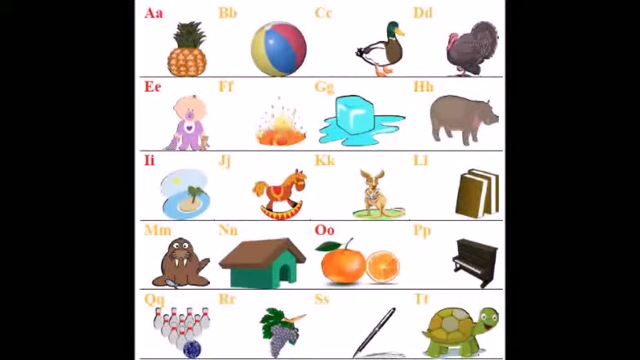 Aa Bb Cc Dd
Ee Ff Gg Hh
Ii Jj Kk Ll
Mm Nn Oo Pp
Qq Rr Ss Tt